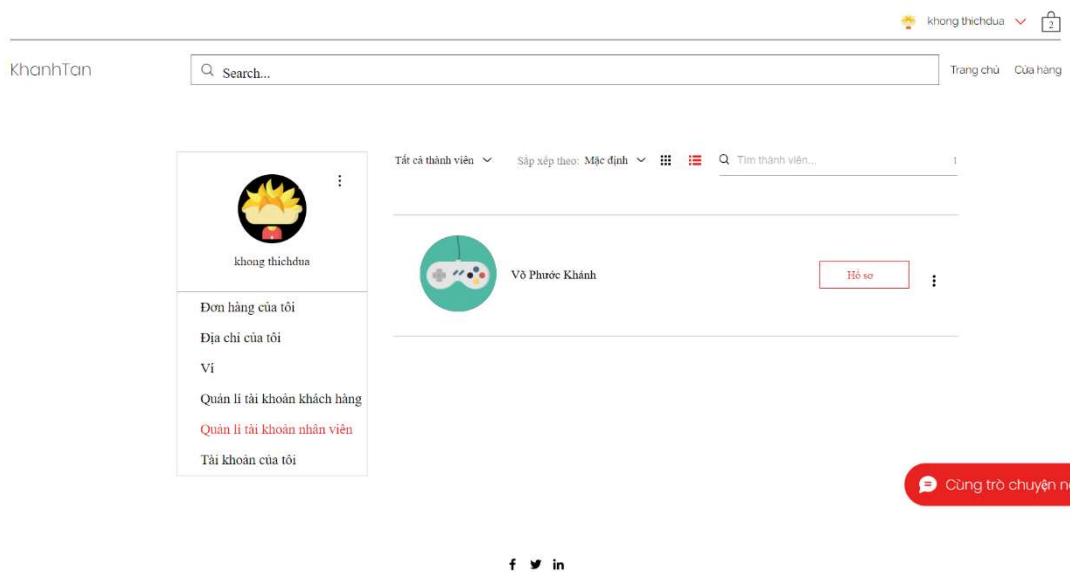 khong thichdua
2
KhanhTan
Search...
Trang chủ Cửa hàng
Tất cả thành viên Sắp xếp theo: Mặc định Tìm thành viên... 1
khong thichdua
Võ Phước Khánh
Hồ sơ
Đơn hàng của tôi
Địa chỉ của tôi
Ví
Quản lí tài khoản khách hàng
Quản lí tài khoản nhân viên
Tài khoản của tôi
Cùng trò chuyện
f in